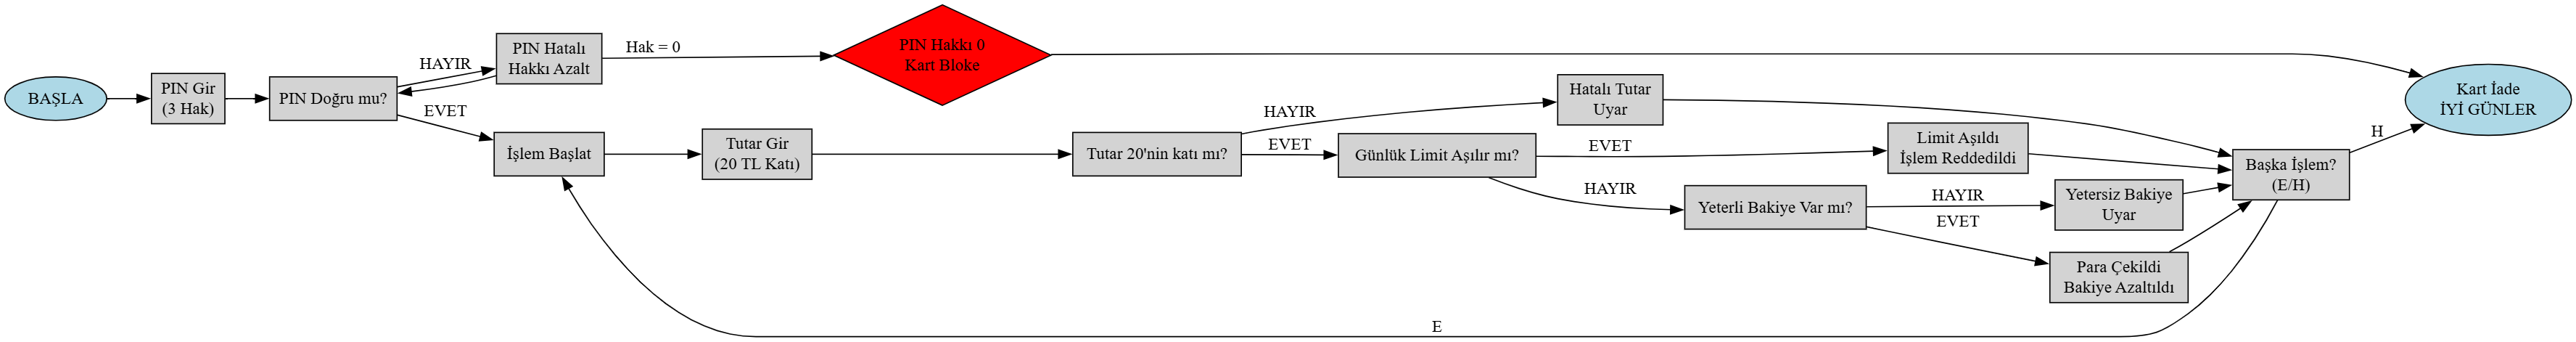 BAŞLA
PIN Gir
(3 Hak)
PIN Doğru mu?
HAYIR
PIN Hatalı
Hakkı Azalt
Hak = 0
PIN Hakkı 0
Kart Bloke
EVET
İşlem Başlat
Tutar Gir
(20 TL Katı)
Tutar 20'nin katı mı?
HAYIR
Hatalı Tutar
Uyar
EVET
Günlük Limit Aşılır mı?
EVET
Limit Aşıldı
İşlem Reddedildi
HAYIR
Yeterli Bakiye Var mı?
HAYIR
Yetersiz Bakiye
Uyar
EVET
Para Çekildi
Bakiye Azaltıldı
Başka İşlem?
(E/H)
H
Kart İade
İYİ GÜNLER
E